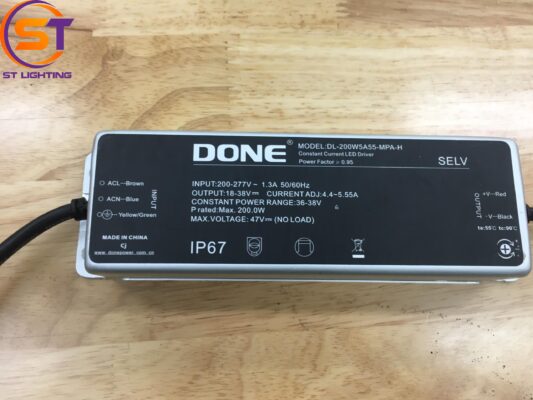 ST
ST LIGHTING
DONE®
MODEL:DL-200W5A55-MPA-H
Constant Current LED Driver
Power Factor > 0.95
SELV
ACL—Brown
ACN—Blue
Yellow/Green
INPUT
INPUT:200-277V ~ 1.3A 50/60Hz
OUTPUT:18-38V⎓ CURRENT ADJ:4.4-5.55A
CONSTANT POWER RANGE:36-38V
P rated:Max. 200.0W
MAX.VOLTAGE: 47V⎓ (NO LOAD)
OUTPUT
+V—Red
-V—Black
ta:55℃ tc:90℃
MADE IN CHINA
www.donepower.com.cn
IP67